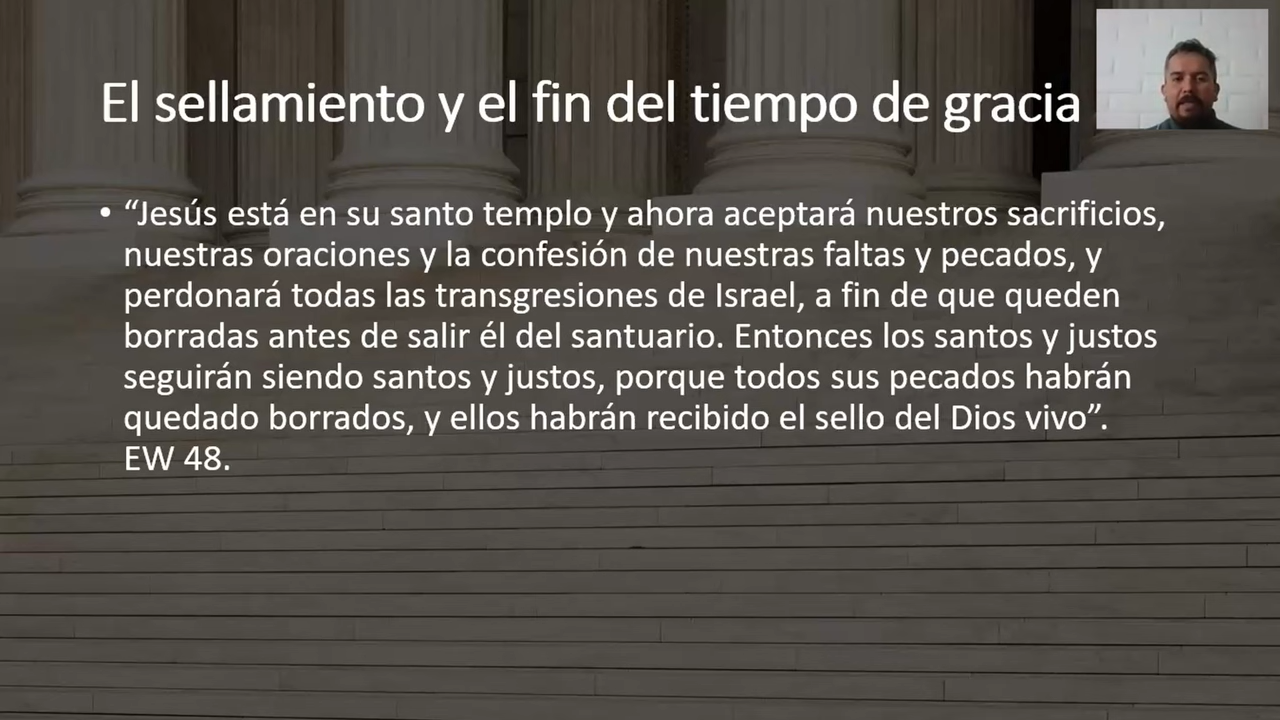 El sellamiento y el fin del tiempo de gracia
• “Jesús está en su santo templo y ahora aceptará nuestros sacrificios,
nuestras oraciones y la confesión de nuestras faltas y pecados, y
perdonará todas las transgresiones de Israel, a fin de que queden
borradas antes de salir él del santuario. Entonces los santos y justos
seguirán siendo santos y justos, porque todos sus pecados habrán
quedado borrados, y ellos habrán recibido el sello del Dios vivo”.
EW 48.